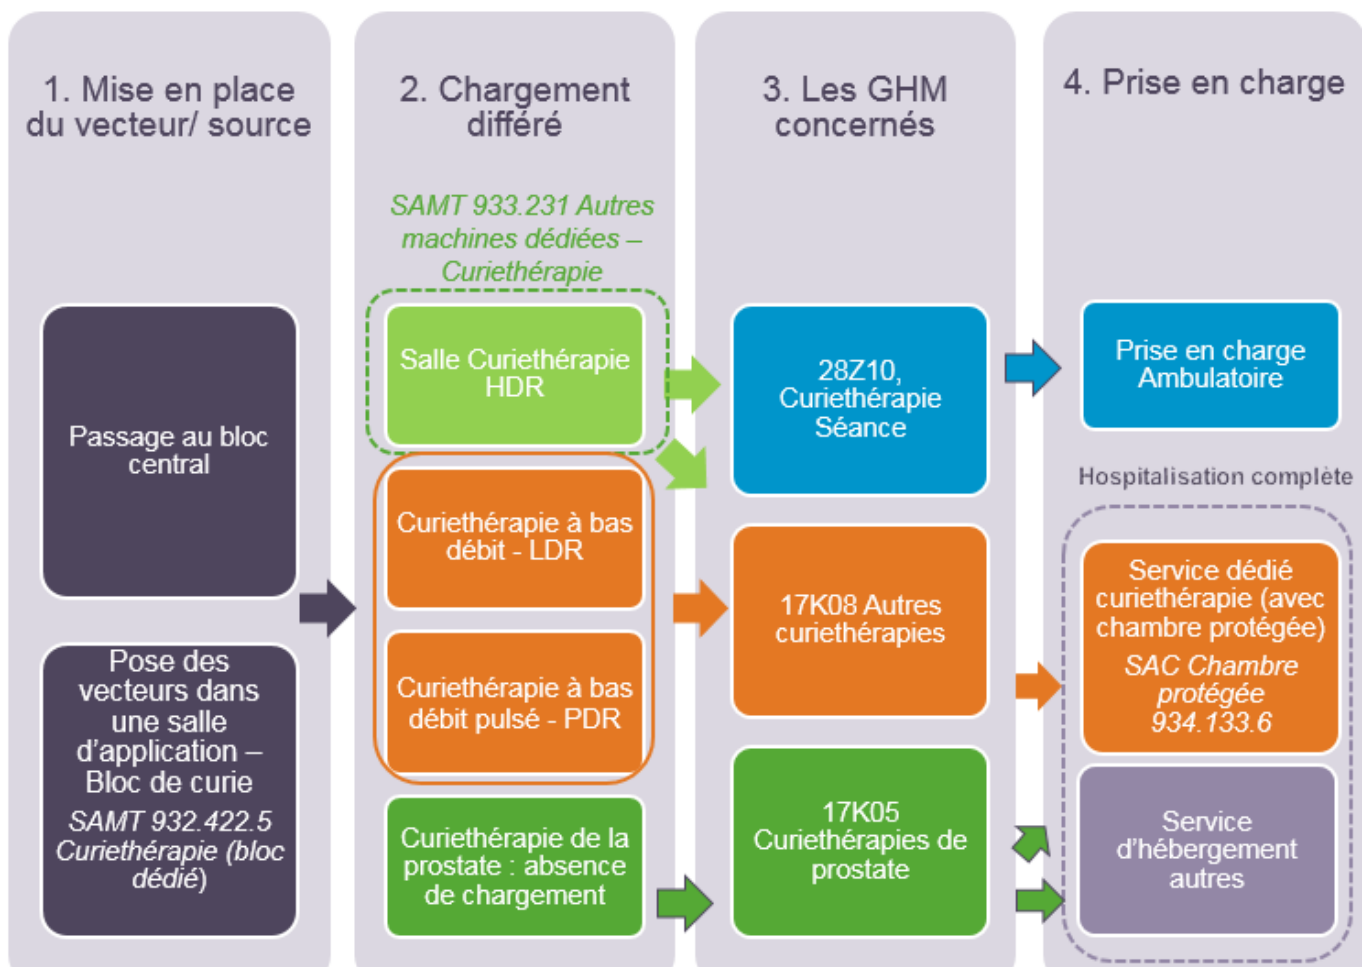 1. Mise en place
du vecteur/ source
Passage au bloc
central
Pose des
vecteurs dans
une salle
d'application –
Bloc de curie
SAMT 932.422.5
Curiethérapie (bloc
dédié)
2. Chargement
différé
SAMT 933.231 Autres
machines dédiées –
Curiethérapie
Salle Curiethérapie
HDR
Curiethérapie à bas
débit - LDR
Curiethérapie à bas
débit pulsé - PDR
Curiethérapie de la
prostate : absence
de chargement
3. Les GHM
concernés
28Z10,
Curiethérapie
Séance
17K08 Autres
curiethérapies
17K05
Curiethérapies de
prostate
4. Prise en charge
Prise en charge
Ambulatoire
Hospitalisation complète
Service dédié
curiethérapie (avec
chambre protégée)
SAC Chambre
protégée
934.133.6
Service
d'hébergement
autres